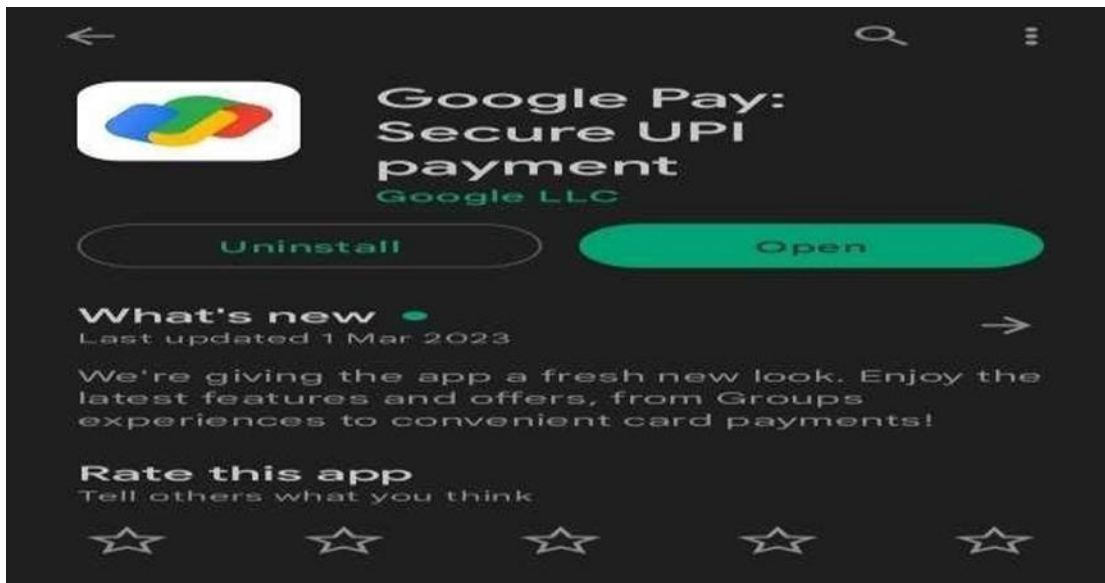 Google Pay:
Secure UPI
payment
Google LLC
Uninstall
Open
What's new
Last updated 1 Mar 2023
We're giving the app a fresh new look. Enjoy the
latest features and offers, from Groups
experiences to convenient card payments!
Rate this app
Tell others what you think